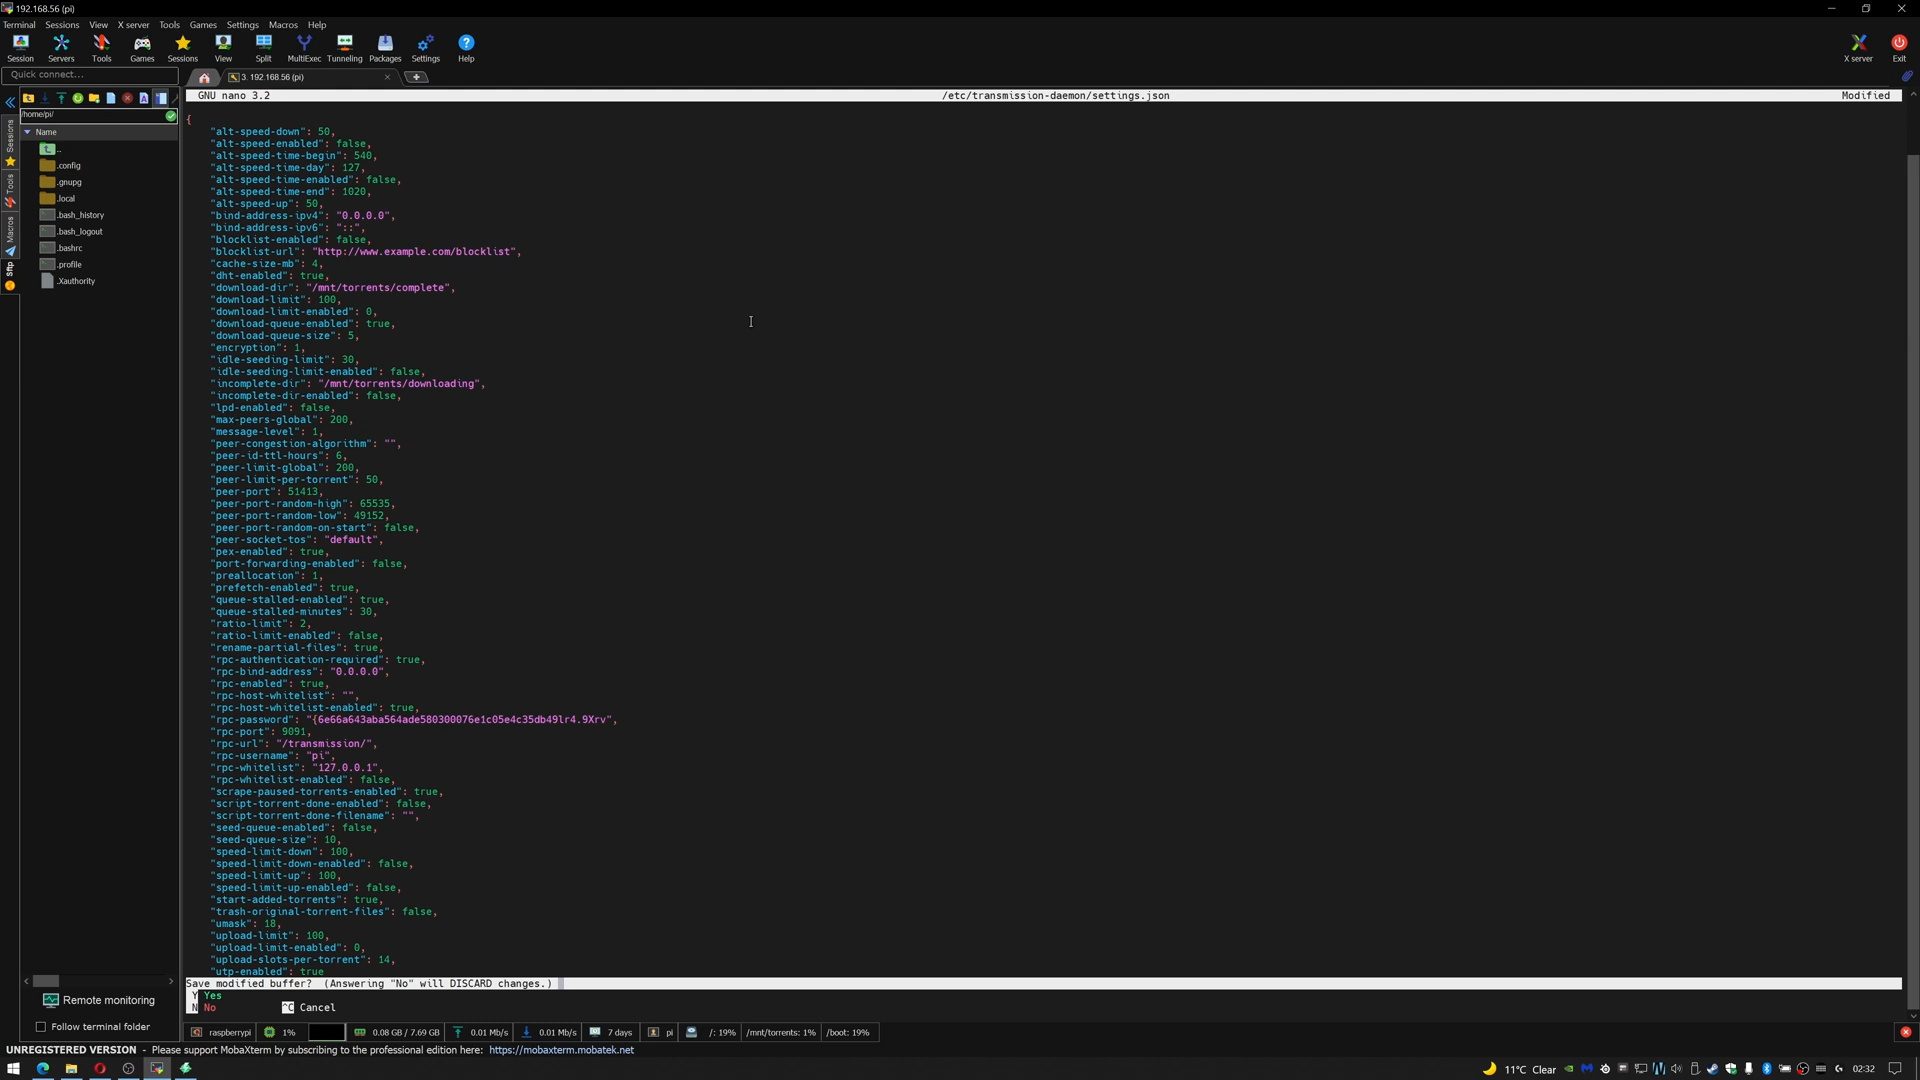 192.168.56 (pi)
Terminal Sessions View X server Tools Games Settings Macros Help
Session Servers Tools Games Sessions View Split MultiExec Tunneling Packages Settings Help X server Exit
Quick connect...
3. 192.168.56 (pi)
/home/pi/
Name
..
.config
.gnupg
.local
.bash_history
.bash_logout
.bashrc
.profile
.Xauthority
Sessions
Tools
Macros
Sftp
GNU nano 3.2 /etc/transmission-daemon/settings.json Modified
{
"alt-speed-down": 50,
"alt-speed-enabled": false,
"alt-speed-time-begin": 540,
"alt-speed-time-day": 127,
"alt-speed-time-enabled": false,
"alt-speed-time-end": 1020,
"alt-speed-up": 50,
"bind-address-ipv4": "0.0.0.0",
"bind-address-ipv6": "::",
"blocklist-enabled": false,
"blocklist-url": "http://www.example.com/blocklist",
"cache-size-mb": 4,
"dht-enabled": true,
"download-dir": "/mnt/torrents/complete",
"download-limit": 100,
"download-limit-enabled": 0,
"download-queue-enabled": true,
"download-queue-size": 5,
"encryption": 1,
"idle-seeding-limit": 30,
"idle-seeding-limit-enabled": false,
"incomplete-dir": "/mnt/torrents/downloading",
"incomplete-dir-enabled": false,
"lpd-enabled": false,
"max-peers-global": 200,
"message-level": 1,
"peer-congestion-algorithm": "",
"peer-id-ttl-hours": 6,
"peer-limit-global": 200,
"peer-limit-per-torrent": 50,
"peer-port": 51413,
"peer-port-random-high": 65535,
"peer-port-random-low": 49152,
"peer-port-random-on-start": false,
"peer-socket-tos": "default",
"pex-enabled": true,
"port-forwarding-enabled": false,
"preallocation": 1,
"prefetch-enabled": true,
"queue-stalled-enabled": true,
"queue-stalled-minutes": 30,
"ratio-limit": 2,
"ratio-limit-enabled": false,
"rename-partial-files": true,
"rpc-authentication-required": true,
"rpc-bind-address": "0.0.0.0",
"rpc-enabled": true,
"rpc-host-whitelist": "",
"rpc-host-whitelist-enabled": true,
"rpc-password": "{6e66a643aba564ade580300076e1c05e4c35db49lr4.9Xrv",
"rpc-port": 9091,
"rpc-url": "/transmission/",
"rpc-username": "pi",
"rpc-whitelist": "127.0.0.1",
"rpc-whitelist-enabled": false,
"scrape-paused-torrents-enabled": true,
"script-torrent-done-enabled": false,
"script-torrent-done-filename": "",
"seed-queue-enabled": false,
"seed-queue-size": 10,
"speed-limit-down": 100,
"speed-limit-down-enabled": false,
"speed-limit-up": 100,
"speed-limit-up-enabled": false,
"start-added-torrents": true,
"trash-original-torrent-files": false,
"umask": 18,
"upload-limit": 100,
"upload-limit-enabled": 0,
"upload-slots-per-torrent": 14,
"utp-enabled": true
Save modified buffer? (Answering "No" will DISCARD changes.)
Y Yes
N No ^C Cancel
Remote monitoring
Follow terminal folder
raspberrypi 1% 0.08 GB / 7.69 GB 0.01 Mb/s 0.01 Mb/s 7 days pi /: 19% /mnt/torrents: 1% /boot: 19%
UNREGISTERED VERSION - Please support MobaXterm by subscribing to the professional edition here: https://mobaxterm.mobatek.net
11°C Clear 02:32